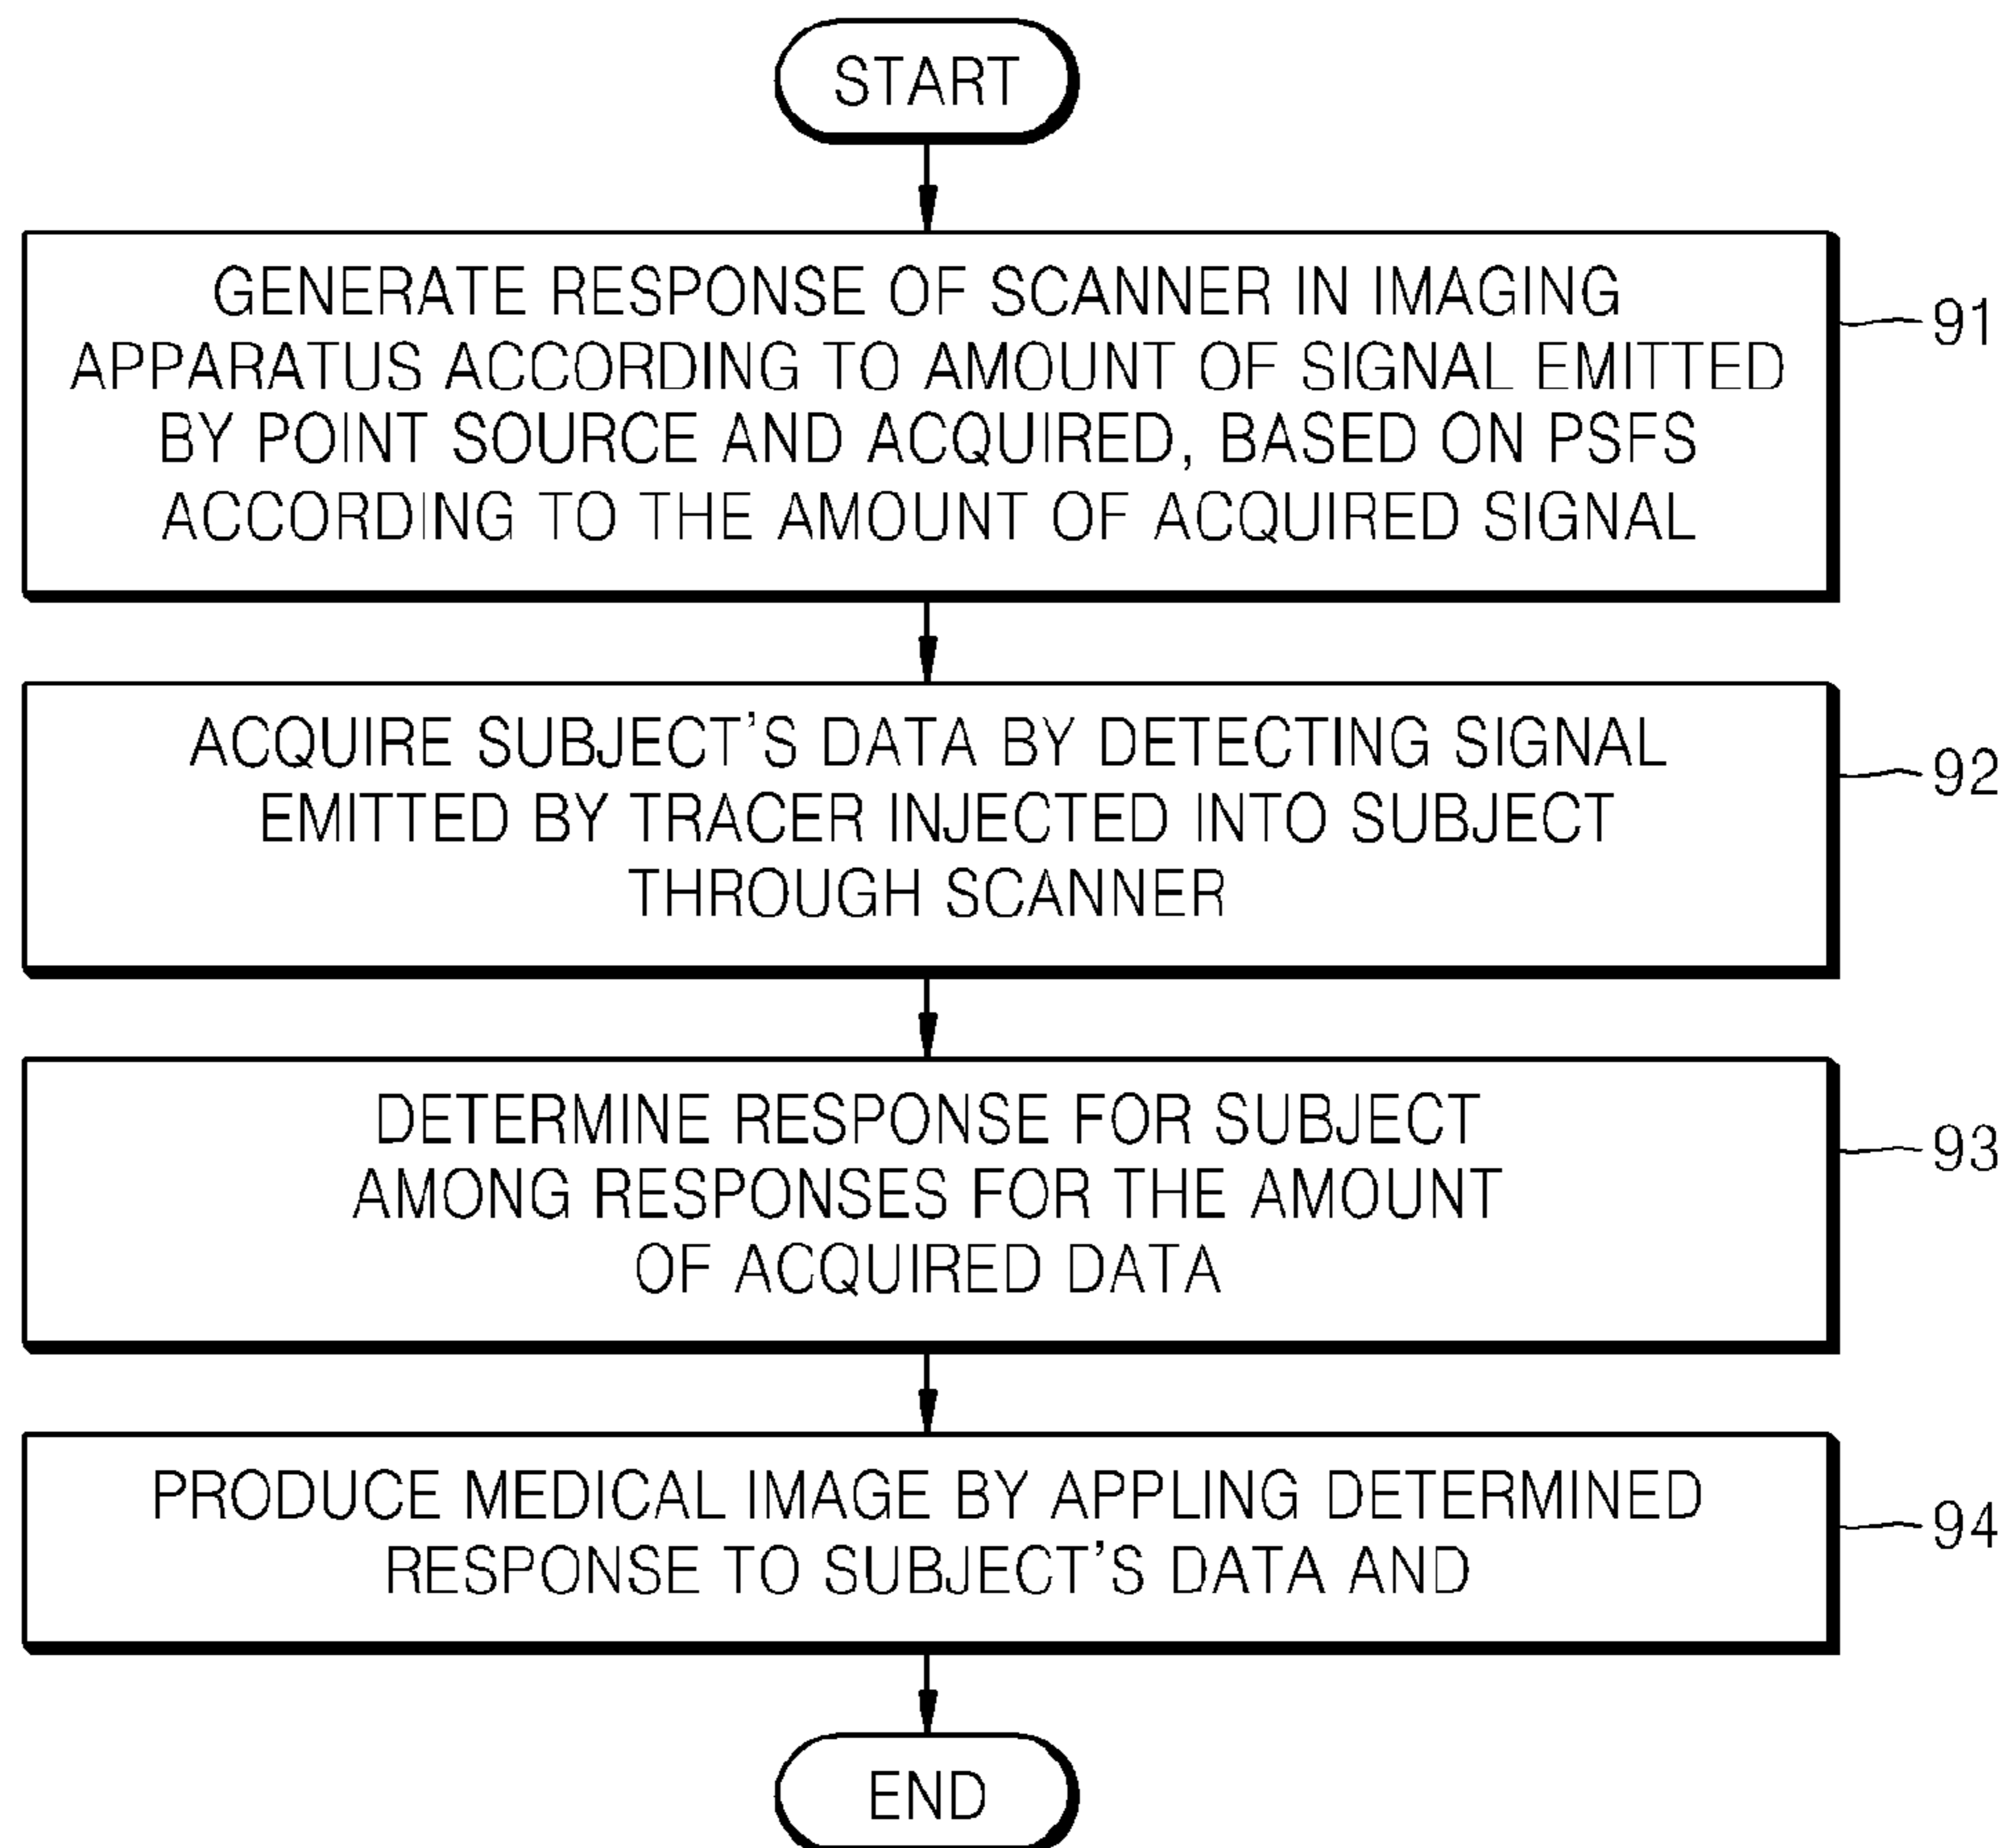 START
GENERATE RESPONSE OF SCANNER IN IMAGING
APPARATUS ACCORDING TO AMOUNT OF SIGNAL EMITTED
BY POINT SOURCE AND ACQUIRED, BASED ON PSFS
ACCORDING TO THE AMOUNT OF ACQUIRED SIGNAL
91
ACQUIRE SUBJECT'S DATA BY DETECTING SIGNAL
EMITTED BY TRACER INJECTED INTO SUBJECT
THROUGH SCANNER
92
DETERMINE RESPONSE FOR SUBJECT
AMONG RESPONSES FOR THE AMOUNT
OF ACQUIRED DATA
93
PRODUCE MEDICAL IMAGE BY APPLING DETERMINED
RESPONSE TO SUBJECT'S DATA AND
94
END